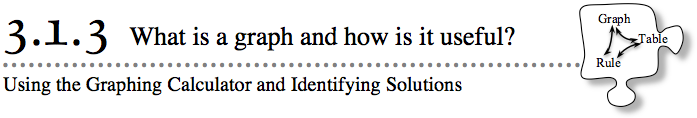 3.1.3 What is a graph and how is it useful?
Graph
Table
Rule
Using the Graphing Calculator and Identifying Solutions